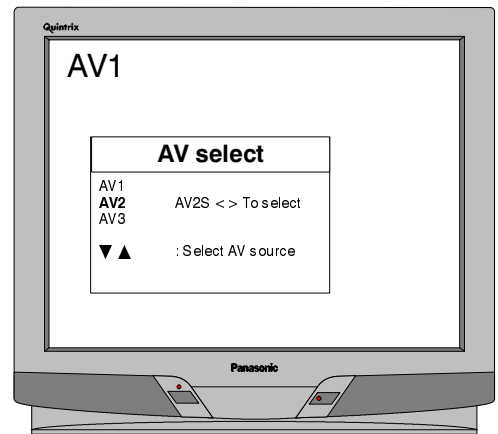 Quintrix
AV1
AV select
AV1
AV2 AV2S < > To select
AV3
▼ ▲ : Select AV source
Panasonic